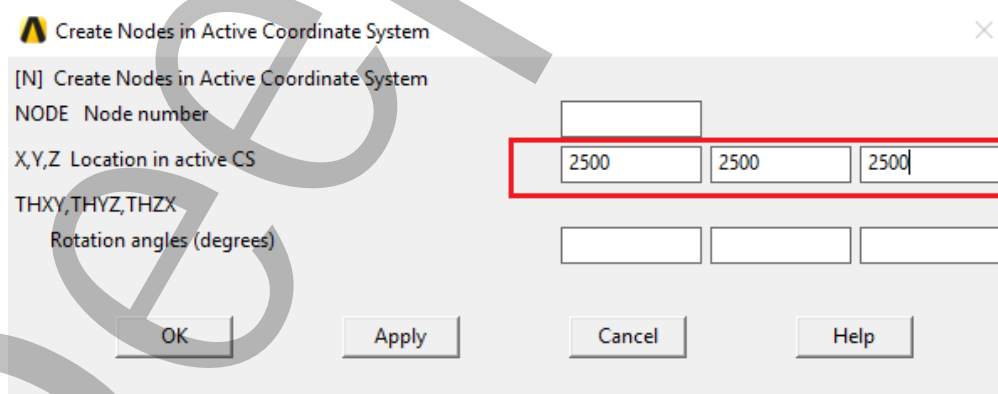 Create Nodes in Active Coordinate System
[N] Create Nodes in Active Coordinate System
NODE Node number
X,Y,Z Location in active CS 2500 2500 2500
THXY,THYZ,THZX
Rotation angles (degrees)
OK Apply Cancel Help